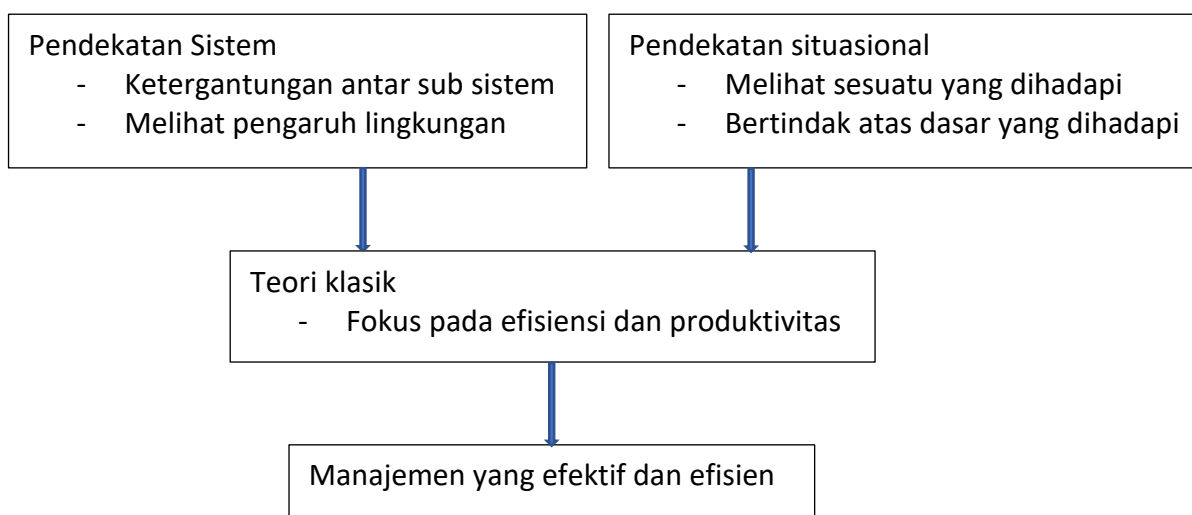 Pendekatan Sistem
- Ketergantungan antar sub sistem
- Melihat pengaruh lingkungan
Pendekatan situasional
- Melihat sesuatu yang dihadapi
- Bertindak atas dasar yang dihadapi
Teori klasik
- Fokus pada efisiensi dan produktivitas
Manajemen yang efektif dan efisien